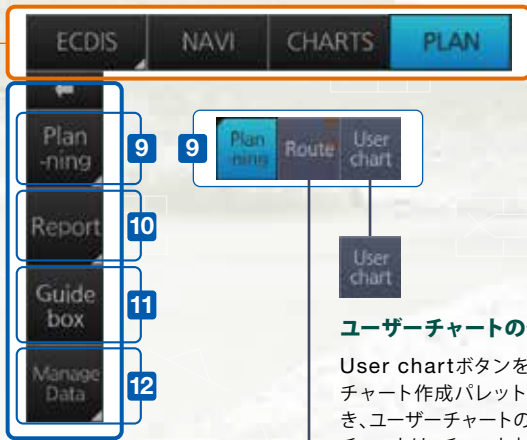 ECDIS NAVI CHARTS PLAN
Plan
-ning
9
9
Plan
-ning
Route
User
chart
Report
10
User
chart
Guide
box
11
Manage
Data
12
ユーザーチャートの
User chartボタンを
チャート作成パレット
き、ユーザーチャートの